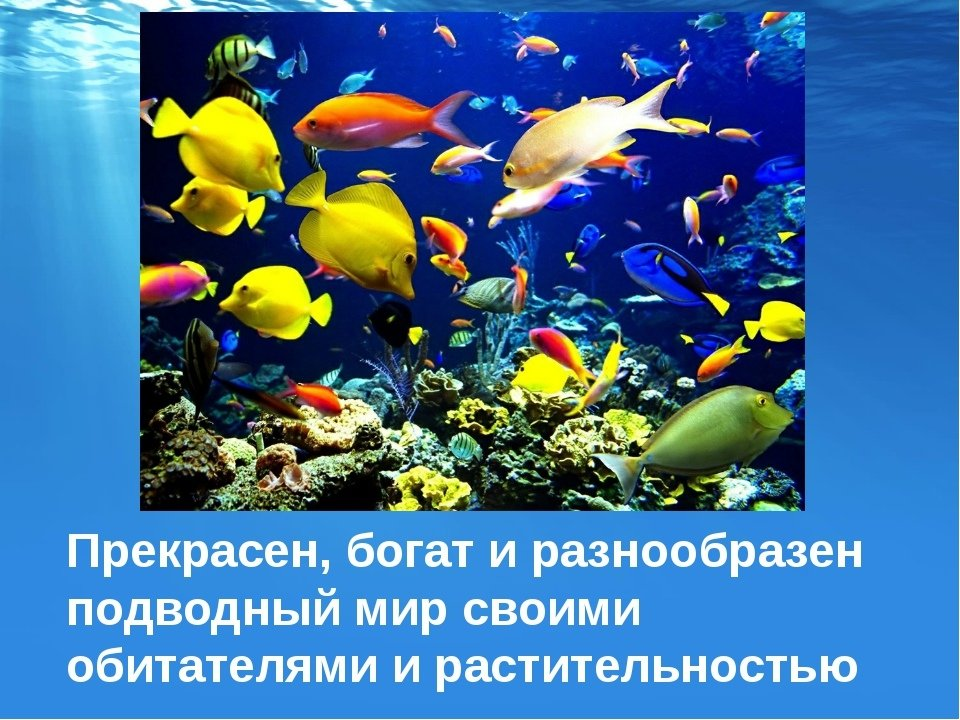 Прекрасен, богат и разнообразен
подводный мир своими
обитателями и растительностью